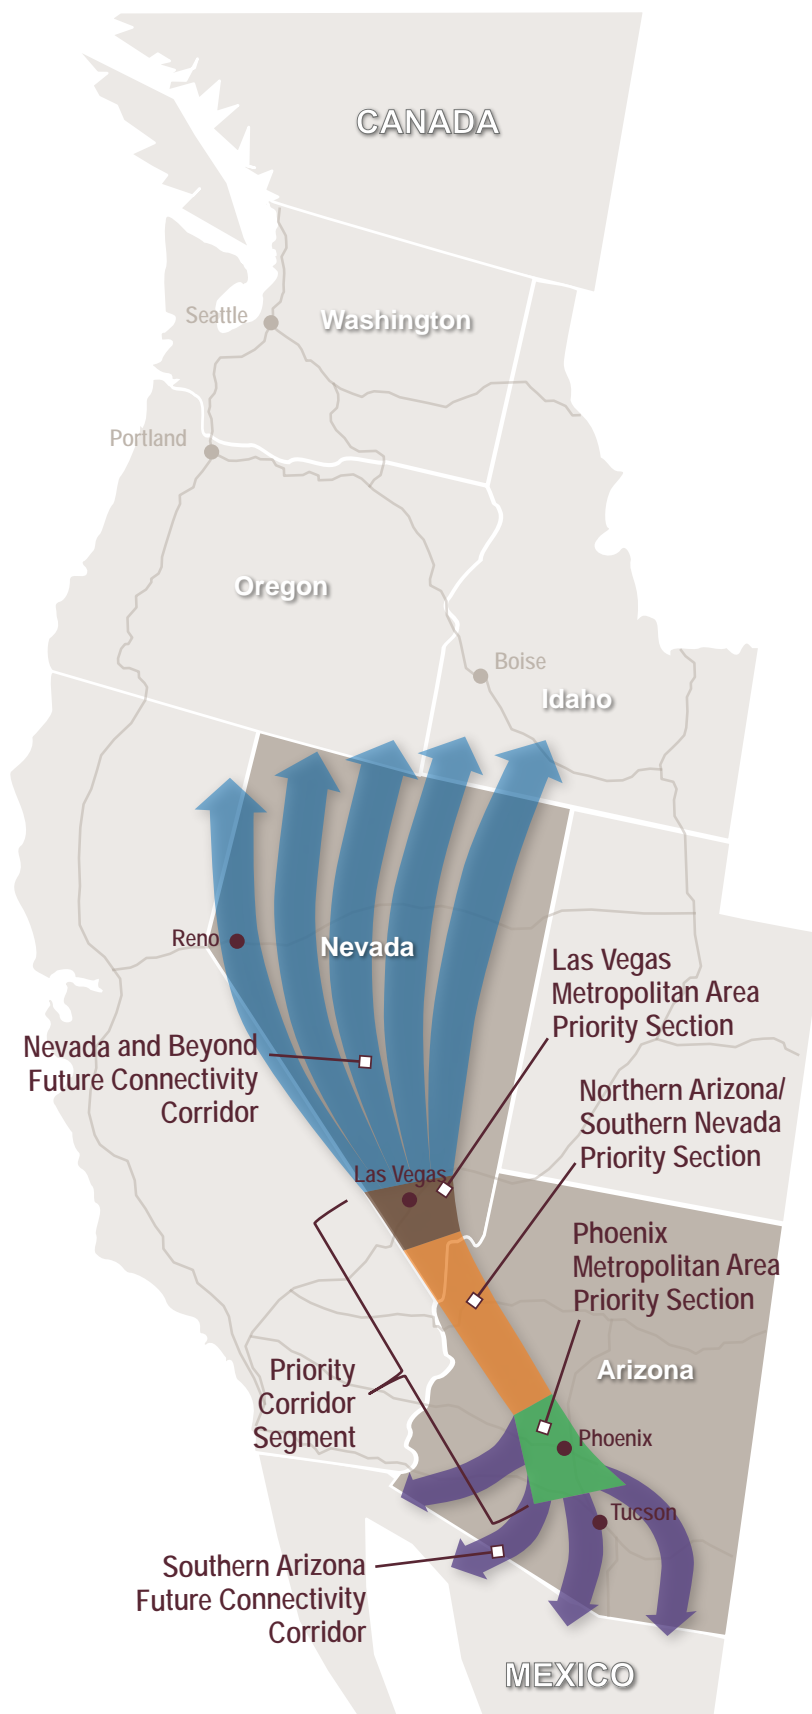 CANADA
Seattle
Washington
Portland
Oregon
Boise
Idaho
Reno
Nevada
Las Vegas
Metropolitan Area
Priority Section
Nevada and Beyond
Future Connectivity
Corridor
Northern Arizona/
Southern Nevada
Priority Section
Las Vegas
Phoenix
Metropolitan Area
Priority Section
Priority
Corridor
Segment
Arizona
Phoenix
Tucson
Southern Arizona
Future Connectivity
Corridor
MEXICO